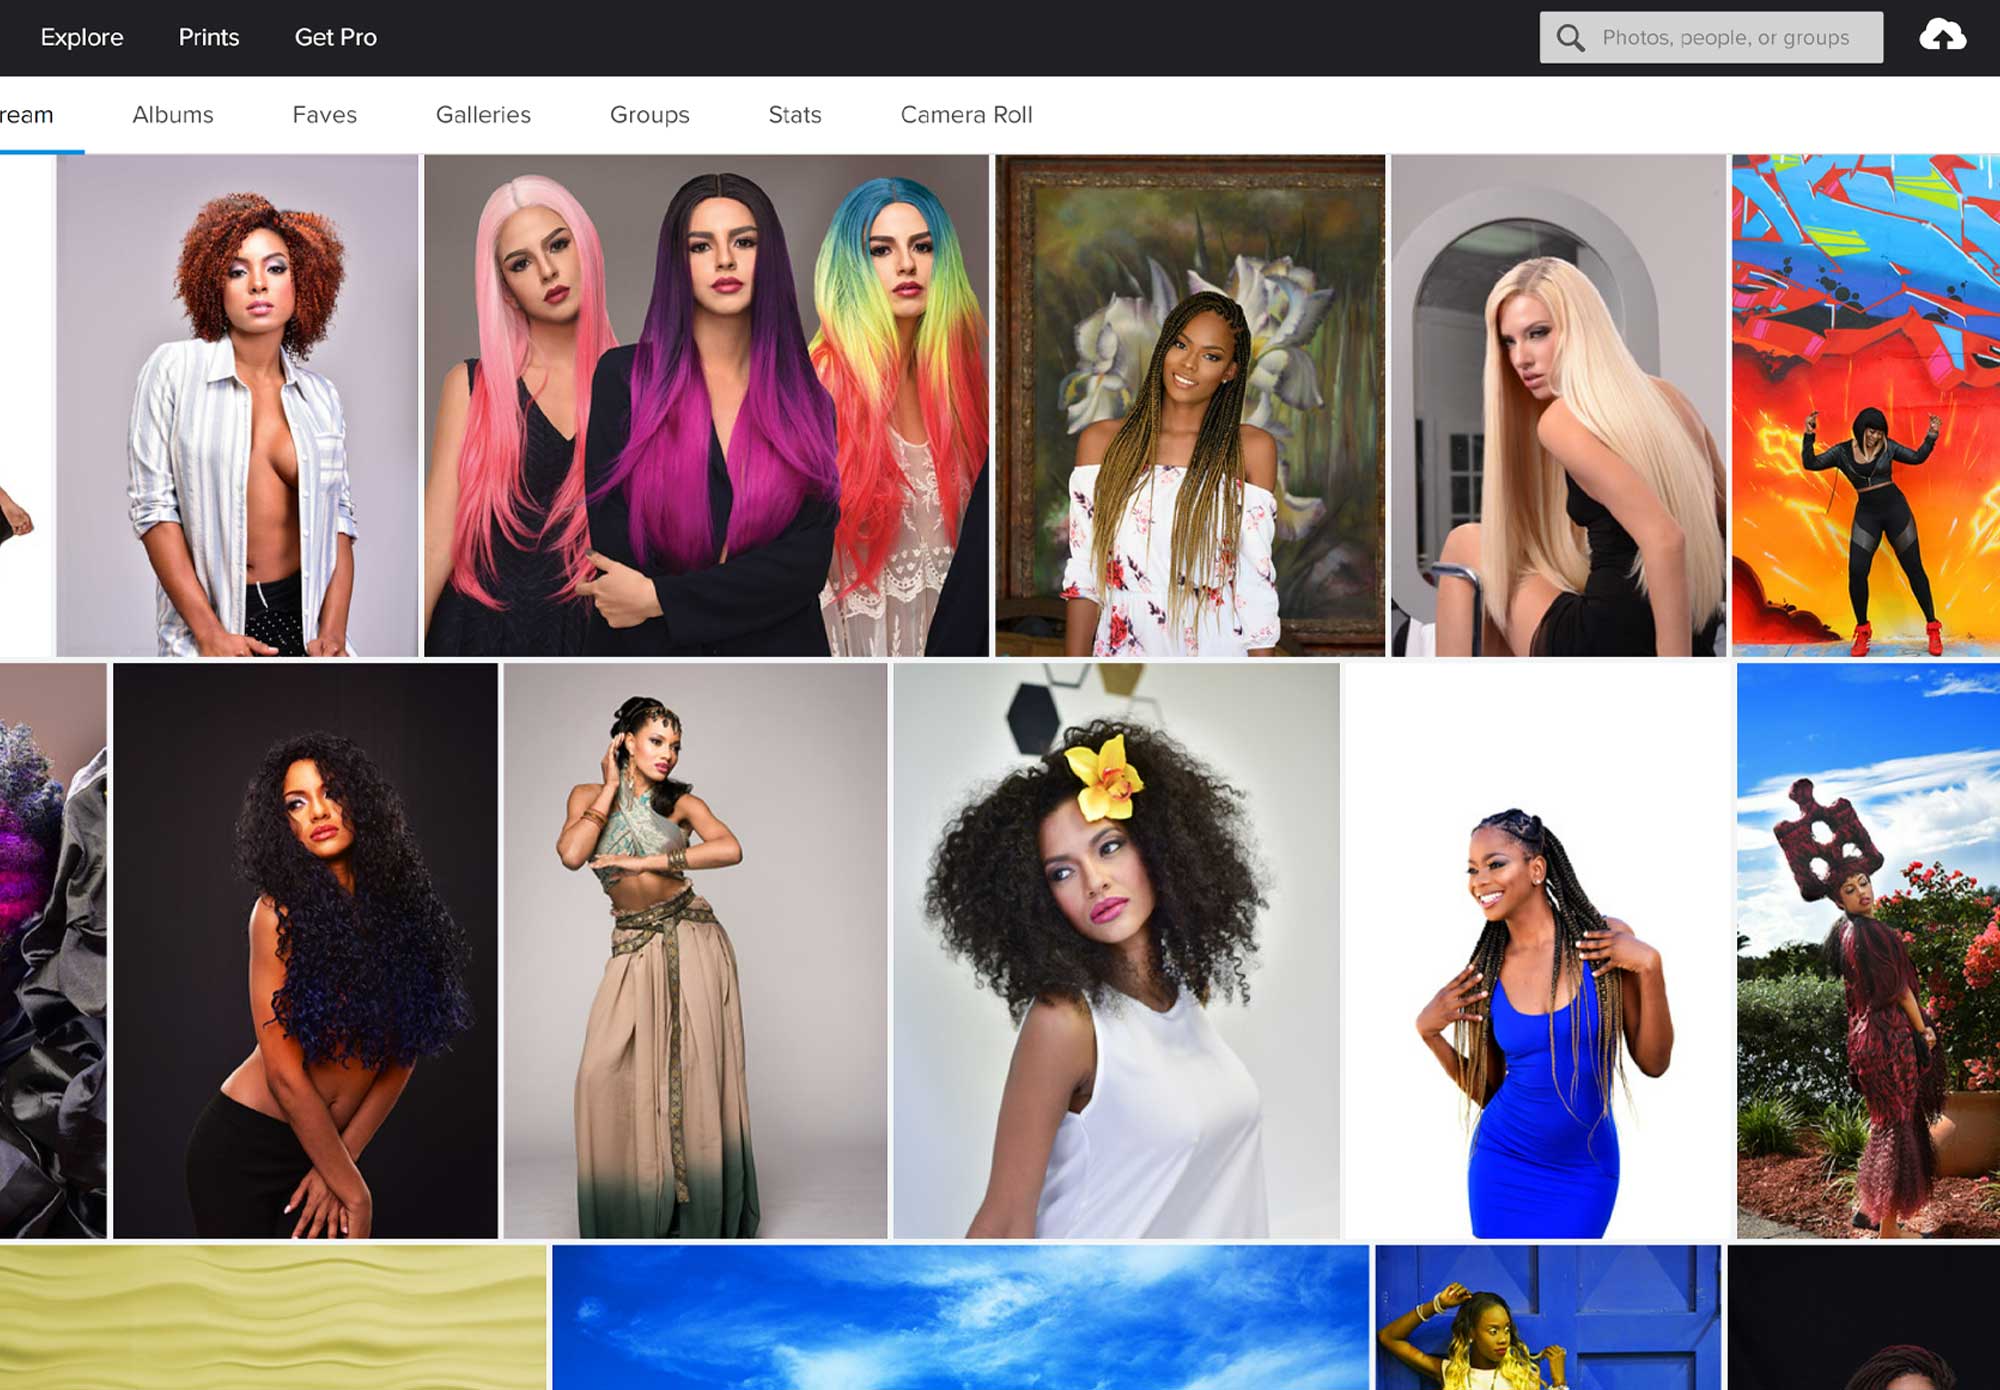 Explore Prints Get Pro Photos, people, or groups
ream Albums Faves Galleries Groups Stats Camera Roll